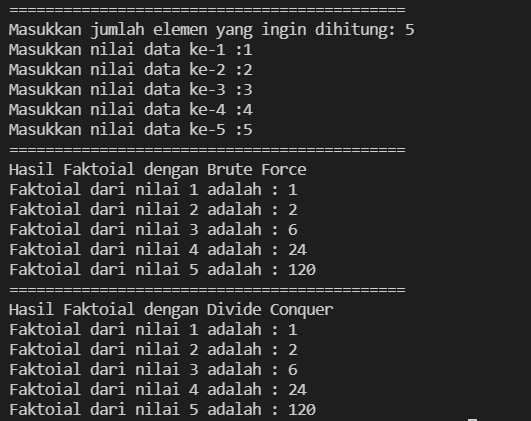 ============================================
Masukkan jumlah elemen yang ingin dihitung: 5
Masukkan nilai data ke-1 :1
Masukkan nilai data ke-2 :2
Masukkan nilai data ke-3 :3
Masukkan nilai data ke-4 :4
Masukkan nilai data ke-5 :5
============================================
Hasil Faktoial dengan Brute Force
Faktoial dari nilai 1 adalah : 1
Faktoial dari nilai 2 adalah : 2
Faktoial dari nilai 3 adalah : 6
Faktoial dari nilai 4 adalah : 24
Faktoial dari nilai 5 adalah : 120
============================================
Hasil Faktoial dengan Divide Conquer
Faktoial dari nilai 1 adalah : 1
Faktoial dari nilai 2 adalah : 2
Faktoial dari nilai 3 adalah : 6
Faktoial dari nilai 4 adalah : 24
Faktoial dari nilai 5 adalah : 120